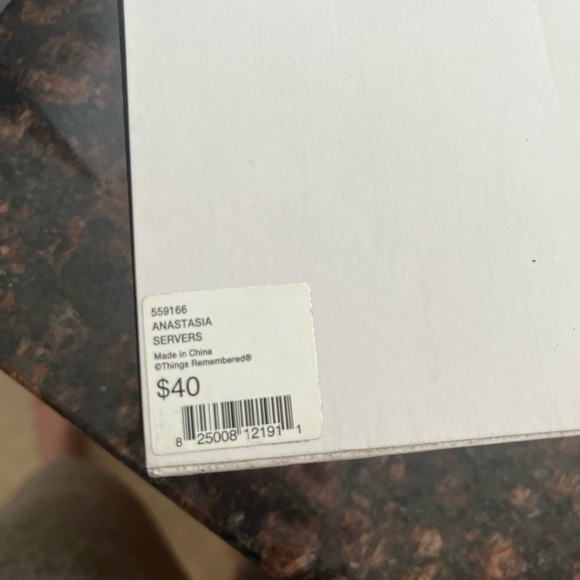 559166
ANASTASIA
SERVERS
Made in China
©Things Remembered®
$40
8 25008 12191 1